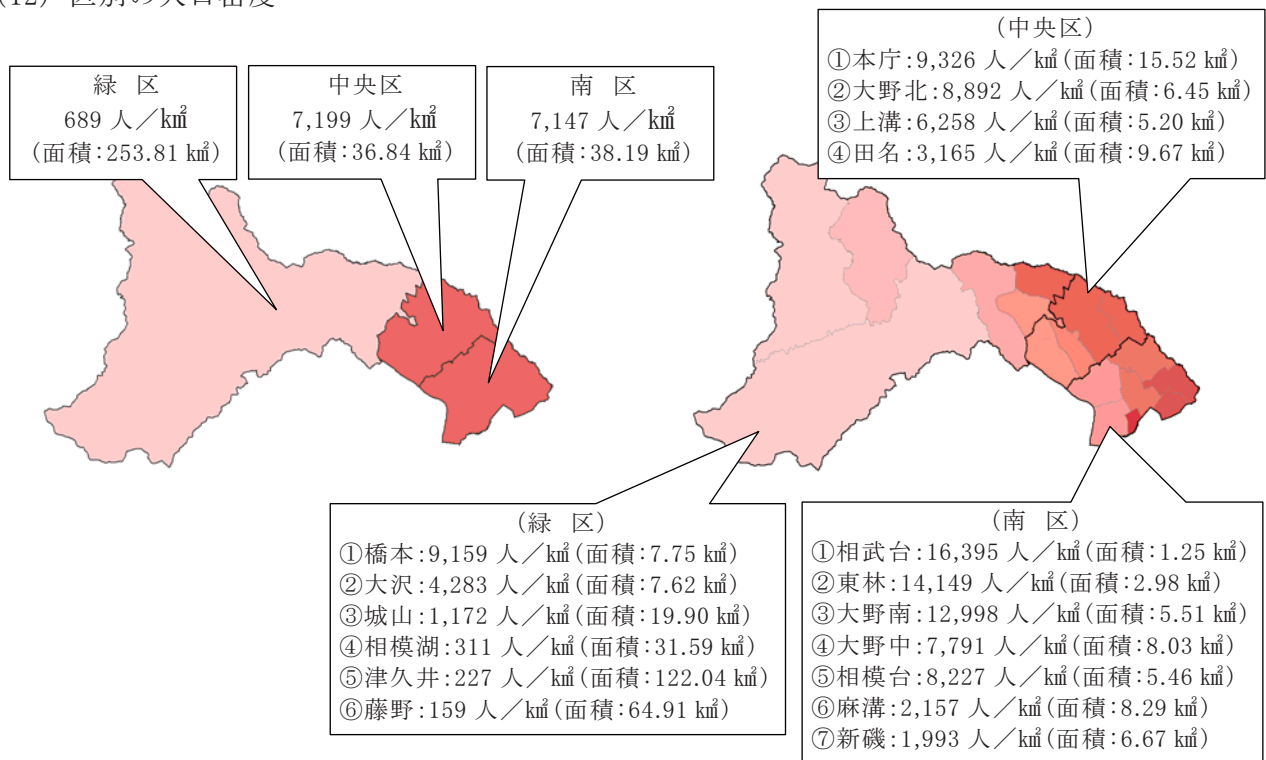 (12) 区別の人口密度
緑 区
689 人／㎢
(面積:253.81 ㎢)
中央区
7,199 人／㎢
(面積:36.84 ㎢)
南 区
7,147 人／㎢
(面積:38.19 ㎢)
(中央区)
①本庁:9,326 人／㎢(面積:15.52 ㎢)
②大野北:8,892 人／㎢(面積:6.45 ㎢)
③上溝:6,258 人／㎢(面積:5.20 ㎢)
④田名:3,165 人／㎢(面積:9.67 ㎢)
(緑 区)
①橋本:9,159 人／㎢(面積:7.75 ㎢)
②大沢:4,283 人／㎢(面積:7.62 ㎢)
③城山:1,172 人／㎢(面積:19.90 ㎢)
④相模湖:311 人／㎢(面積:31.59 ㎢)
⑤津久井:227 人／㎢(面積:122.04 ㎢)
⑥藤野:159 人／㎢(面積:64.91 ㎢)
(南 区)
①相武台:16,395 人／㎢(面積:1.25 ㎢)
②東林:14,149 人／㎢(面積:2.98 ㎢)
③大野南:12,998 人／㎢(面積:5.51 ㎢)
④大野中:7,791 人／㎢(面積:8.03 ㎢)
⑤相模台:8,227 人／㎢(面積:5.46 ㎢)
⑥麻溝:2,157 人／㎢(面積:8.29 ㎢)
⑦新磯:1,993 人／㎢(面積:6.67 ㎢)